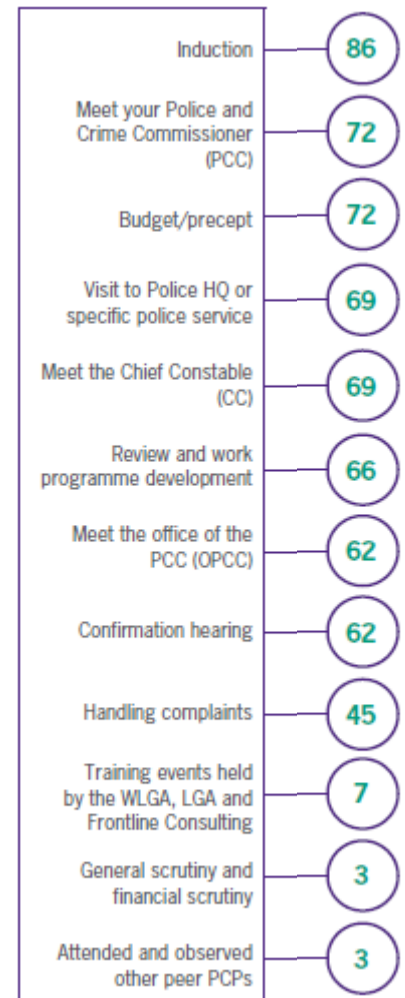 Induction 86
Meet your Police and
Crime Commissioner 72
(PCC)
Budget/precept 72
Visit to Police HQ or
specific police service 69
Meet the Chief Constable
(CC) 69
Review and work
programme development 66
Meet the office of the
PCC (OPCC) 62
Confirmation hearing 62
Handling complaints 45
Training events held
by the WLGA, LGA and 7
Frontline Consulting
General scrutiny and
financial scrutiny 3
Attended and observed
other peer PCPs 3